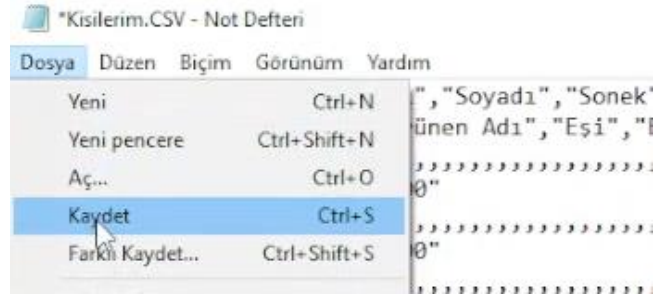 *Kisilerim.CSV - Not Defteri
Dosya Düzen Biçim Görünüm Yardım
Yeni Ctrl+N
","Soyadı","Sonek"
Yeni pencere Ctrl+Shift+N
ünen Adı","Eşi","
Aç... Ctrl+O
,,,,,,,,,,,,,,,,,,
0"
Kaydet Ctrl+S
,,,,,,,,,,,,,,,,,,
Farklı Kaydet... Ctrl+Shift+S
0"
,,,,,,,,,,,,,,,,,,